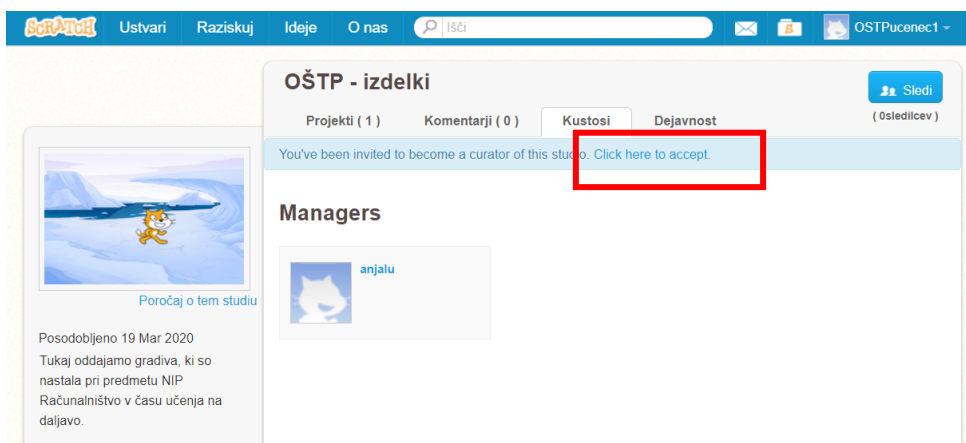 SCRATCH Ustvari Raziskuj Ideje O nas Išči S OSTPucenec1
OŠTP - izdelki
Sledi
( 0sledilcev )
Projekti ( 1 ) Komentarji ( 0 ) Kustosi Dejavnost
You've been invited to become a curator of this studio. Click here to accept.
Managers
anjalu
Poročaj o tem studiu
Posodobljeno 19 Mar 2020
Tukaj oddajamo gradiva, ki so
nastala pri predmetu NIP
Računalništvo v času učenja na
daljavo.